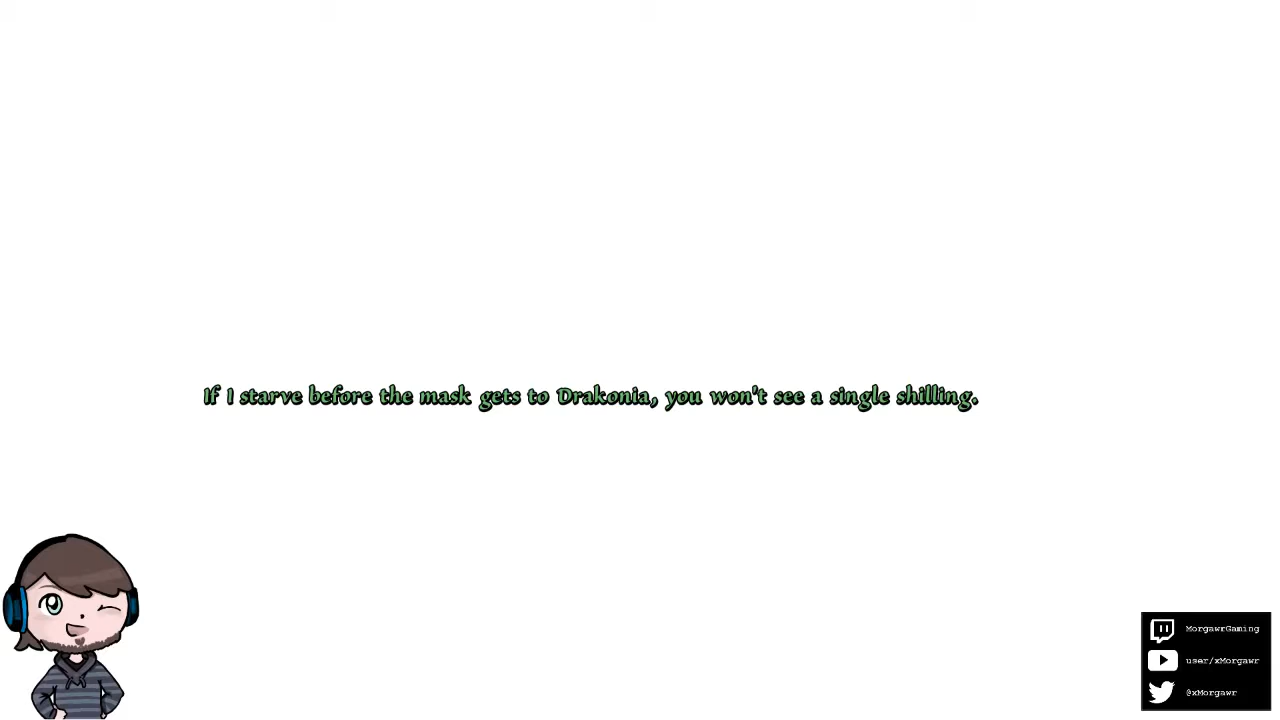 If I starve before the mask gets to Drakonia, you won't see a single shilling.
MorgawrGaming
user/xMorgawr
@xMorgawr